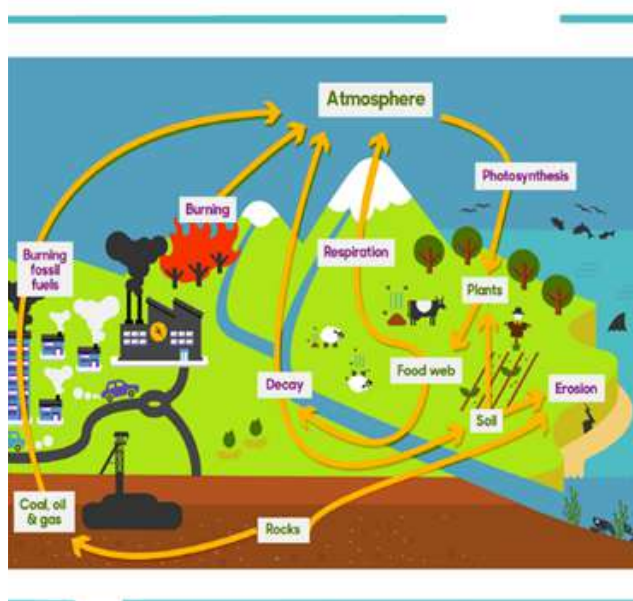 Atmosphere
Photosynthesis
Burning
Respiration
Burning
fossil
fuels
Plants
Food web
Decay
Erosion
Soil
Coal, oil
& gas
Rocks